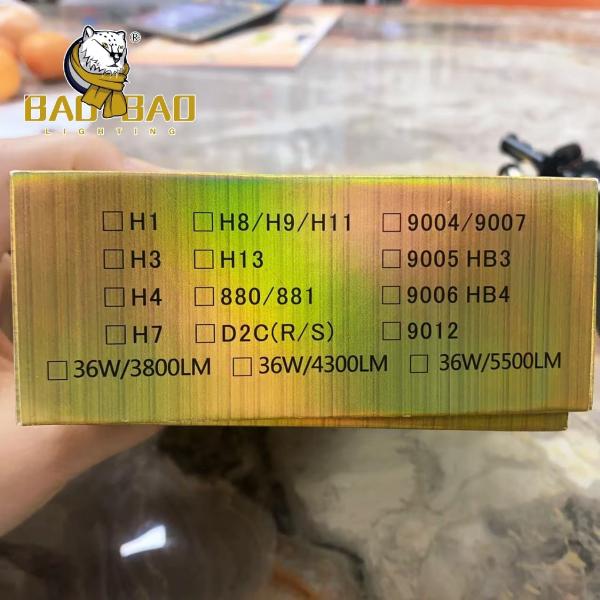 ®
BAO BAO
LIGHTING
☐ H1 ☐ H8/H9/H11 ☐ 9004/9007
☐ H3 ☐ H13 ☐ 9005 HB3
☐ H4 ☐ 880/881 ☐ 9006 HB4
☐ H7 ☐ D2C(R/S) ☐ 9012
☐ 36W/3800LM ☐ 36W/4300LM ☐ 36W/5500LM